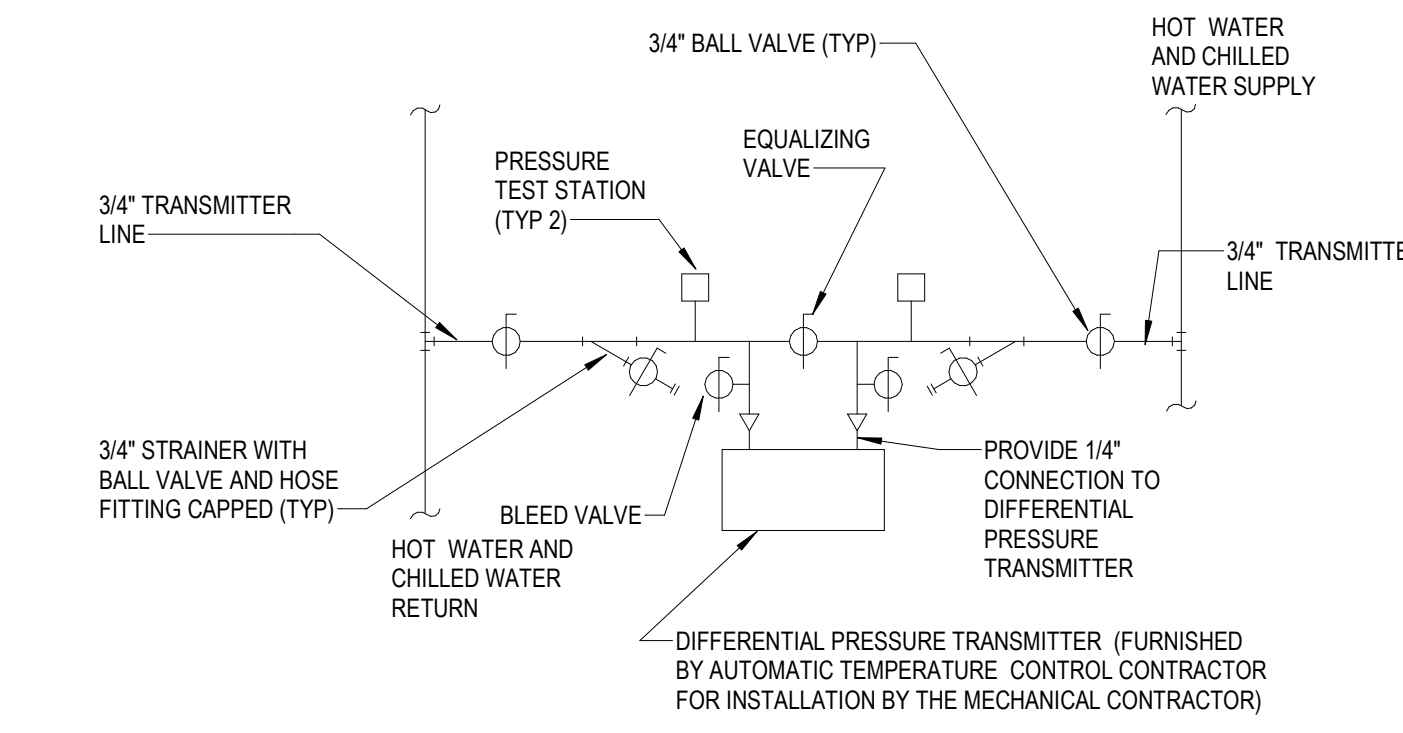 HOT WATER
AND CHILLED
WATER SUPPLY
3/4" BALL VALVE (TYP)
EQUALIZING
VALVE
PRESSURE
TEST STATION
(TYP 2)
3/4" TRANSMITTER
LINE
3/4" TRANSMITTE
LINE
3/4" STRAINER WITH
BALL VALVE AND HOSE
FITTING CAPPED (TYP)
BLEED VALVE
HOT WATER AND
CHILLED WATER
RETURN
PROVIDE 1/4"
CONNECTION TO
DIFFERENTIAL
PRESSURE
TRANSMITTER
DIFFERENTIAL PRESSURE TRANSMITTER (FURNISHED
BY AUTOMATIC TEMPERATURE CONTROL CONTRACTOR
FOR INSTALLATION BY THE MECHANICAL CONTRACTOR)